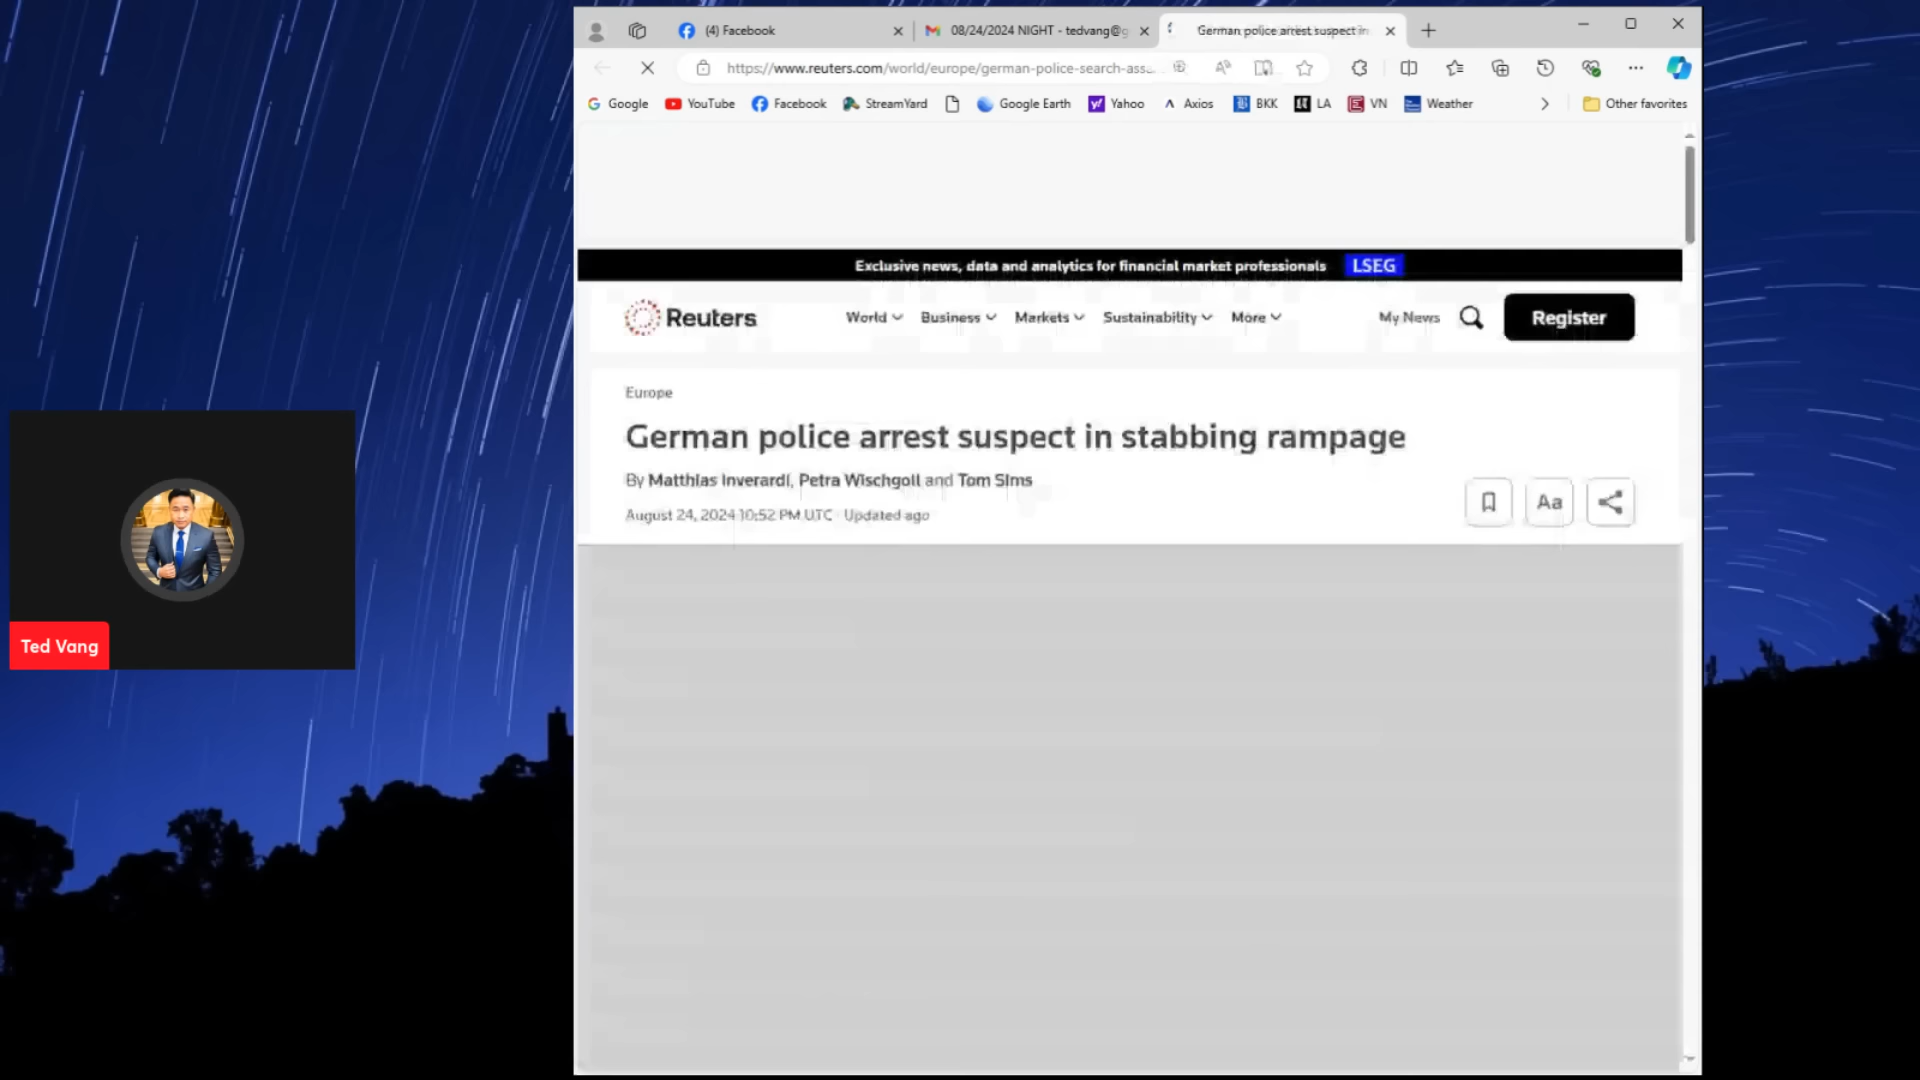 (4) Facebook
08/24/2024 NIGHT - tedvang@g
German police arrest suspect in
https://www.reuters.com/world/europe/german-police-search-assa...
Google YouTube Facebook StreamYard Google Earth Yahoo Axios BKK LA VN Weather Other favorites
Exclusive news, data and analytics for financial market professionals LSEG
Reuters World Business Markets Sustainability More My News Register
Europe
German police arrest suspect in stabbing rampage
By Matthias Inverardi, Petra Wischgoll and Tom Sims
August 24, 2024 10:52 PM UTC · Updated ago
Aa
Ted Vang